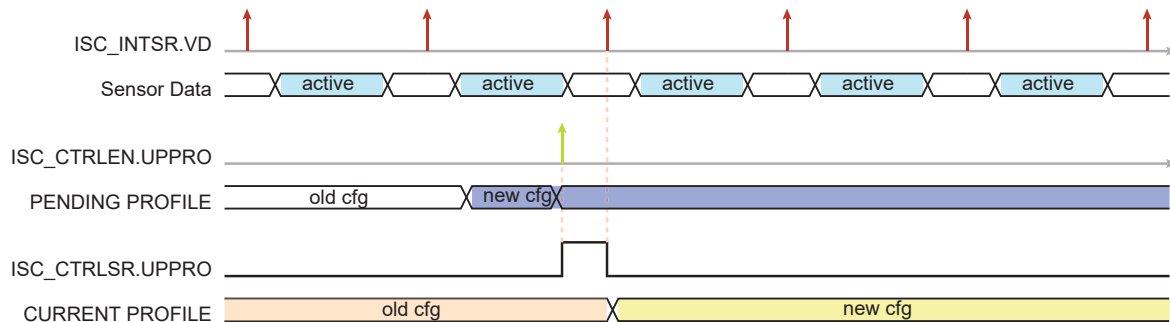 ISC_INTSR.VD
Sensor Data active active active active active
ISC_CTRLEN.UPPRO
PENDING PROFILE old cfg new cfg
ISC_CTRLSR.UPPRO
CURRENT PROFILE old cfg new cfg